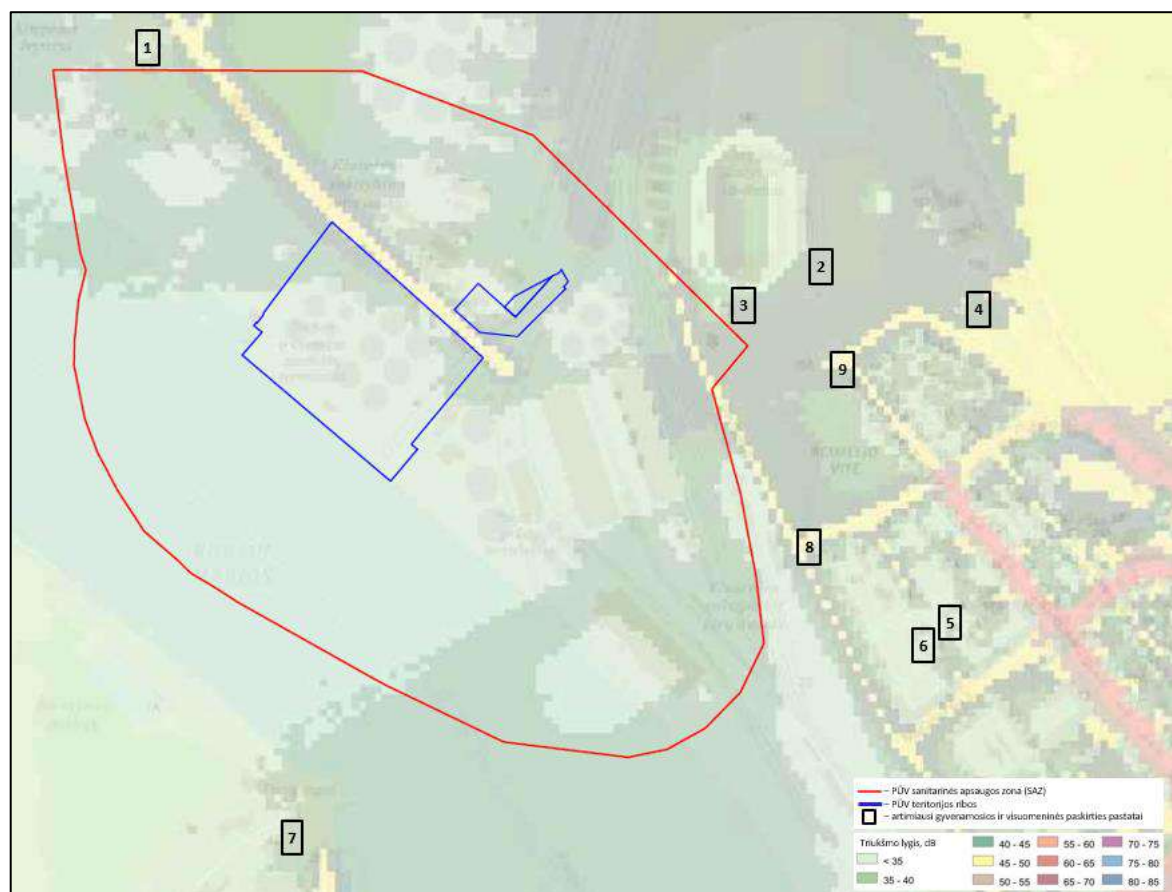 1
2
3
4
9
8
5
6
7
– PŪV sanitarinės apsaugos zona (SAZ)
– PŪV teritorijos ribos
– artimiausi gyvenamosios ir visuomeninės paskirties pastatai
Triukšmo lygis, dB
< 35
35 - 40
40 - 45
45 - 50
50 - 55
55 - 60
60 - 65
65 - 70
70 - 75
75 - 80
80 - 85